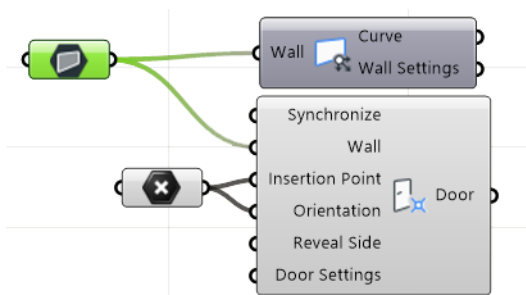 Wall
Curve
Wall Settings
Synchronize
Wall
Insertion Point
Orientation
Reveal Side
Door Settings
Door